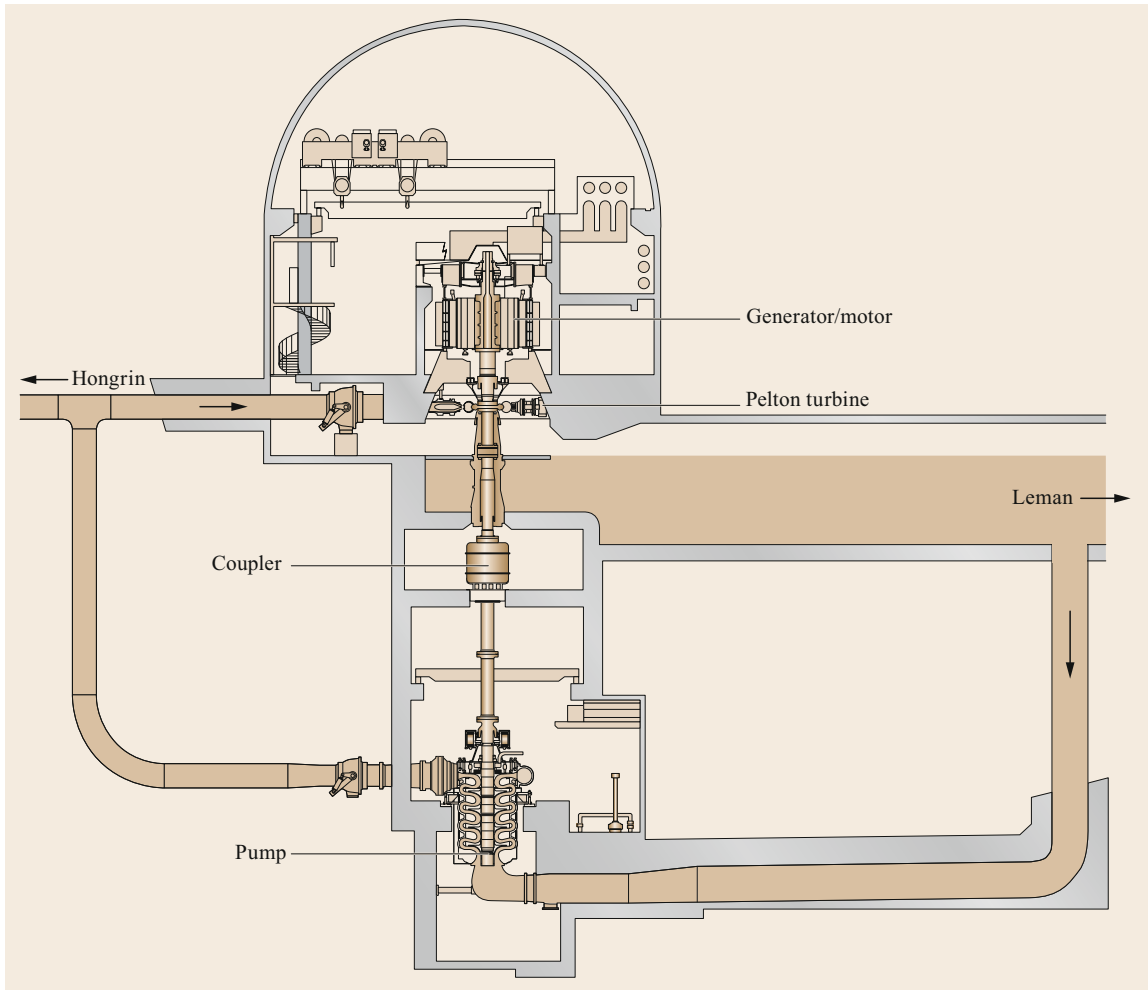 Generator/motor
Hongrin
Pelton turbine
Leman
Coupler
Pump